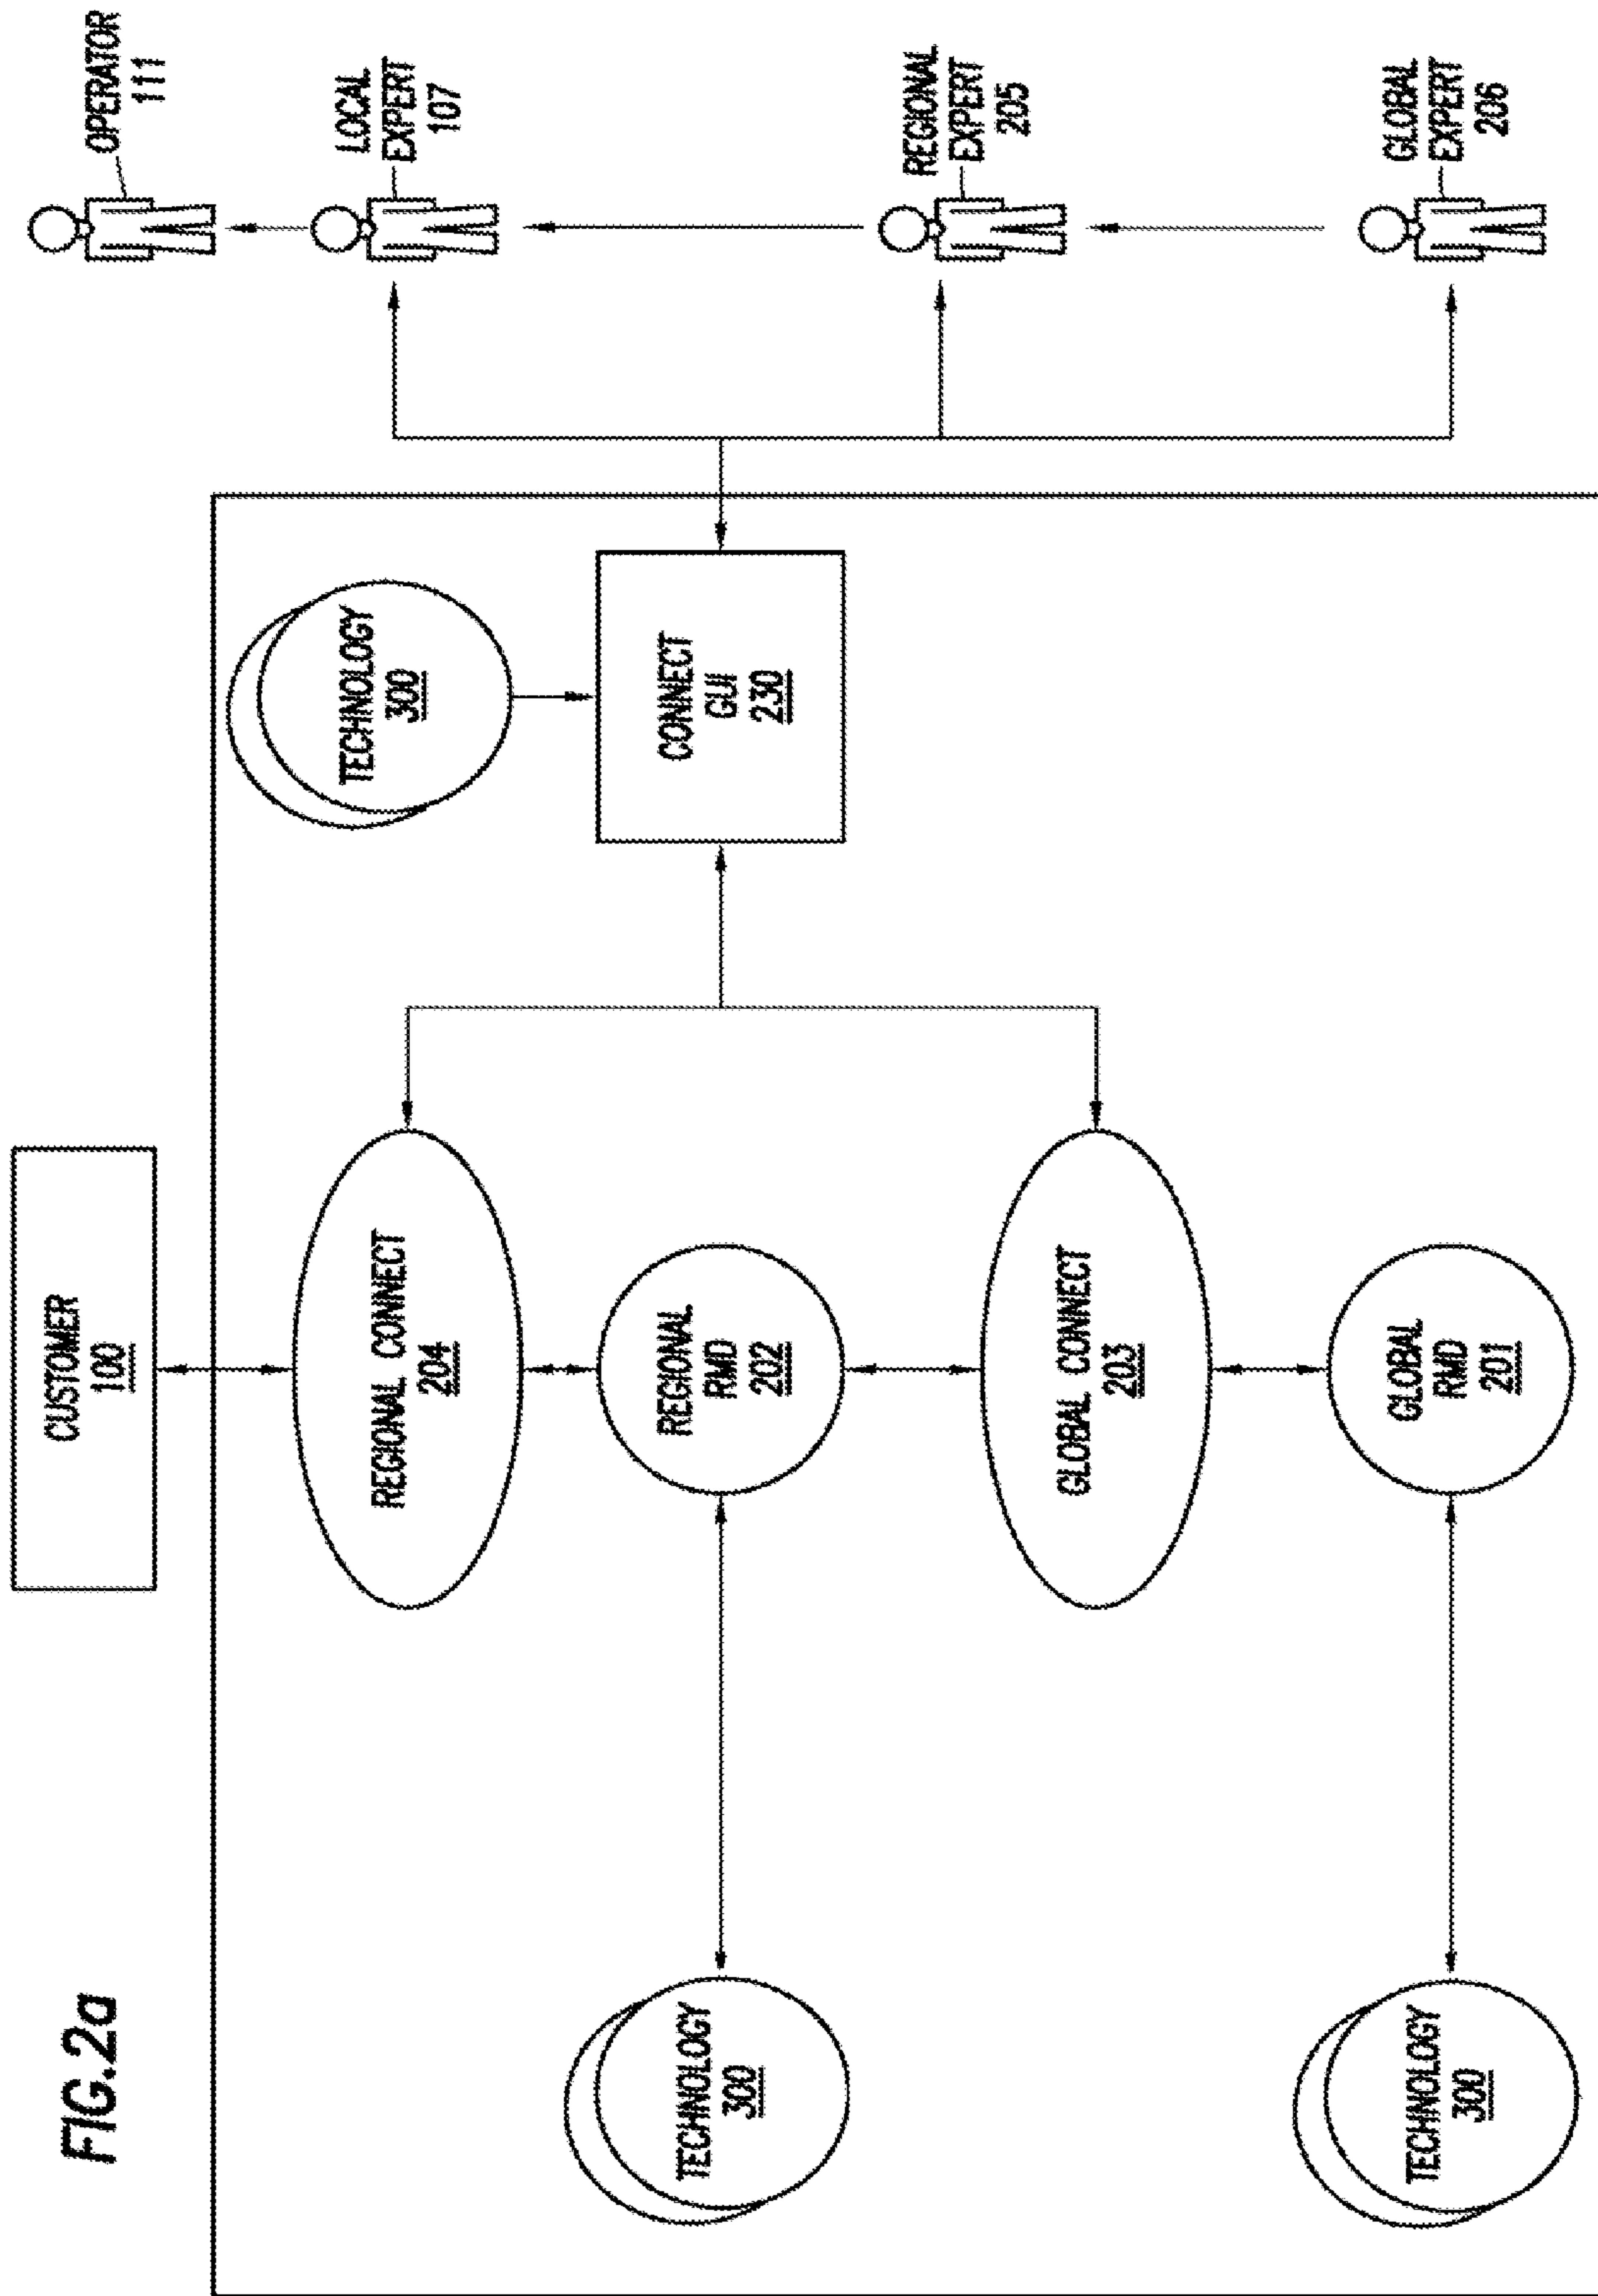 FIG.2a
CUSTOMER
100
OPERATOR
111
TECHNOLOGY
300
REGIONAL CONNECT
204
LOCAL
EXPERT
107
TECHNOLOGY
300
REGIONAL
RMD
202
CONNECT
GUI
230
GLOBAL CONNECT
203
REGIONAL
EXPERT
205
TECHNOLOGY
300
GLOBAL
RMD
201
GLOBAL
EXPERT
206